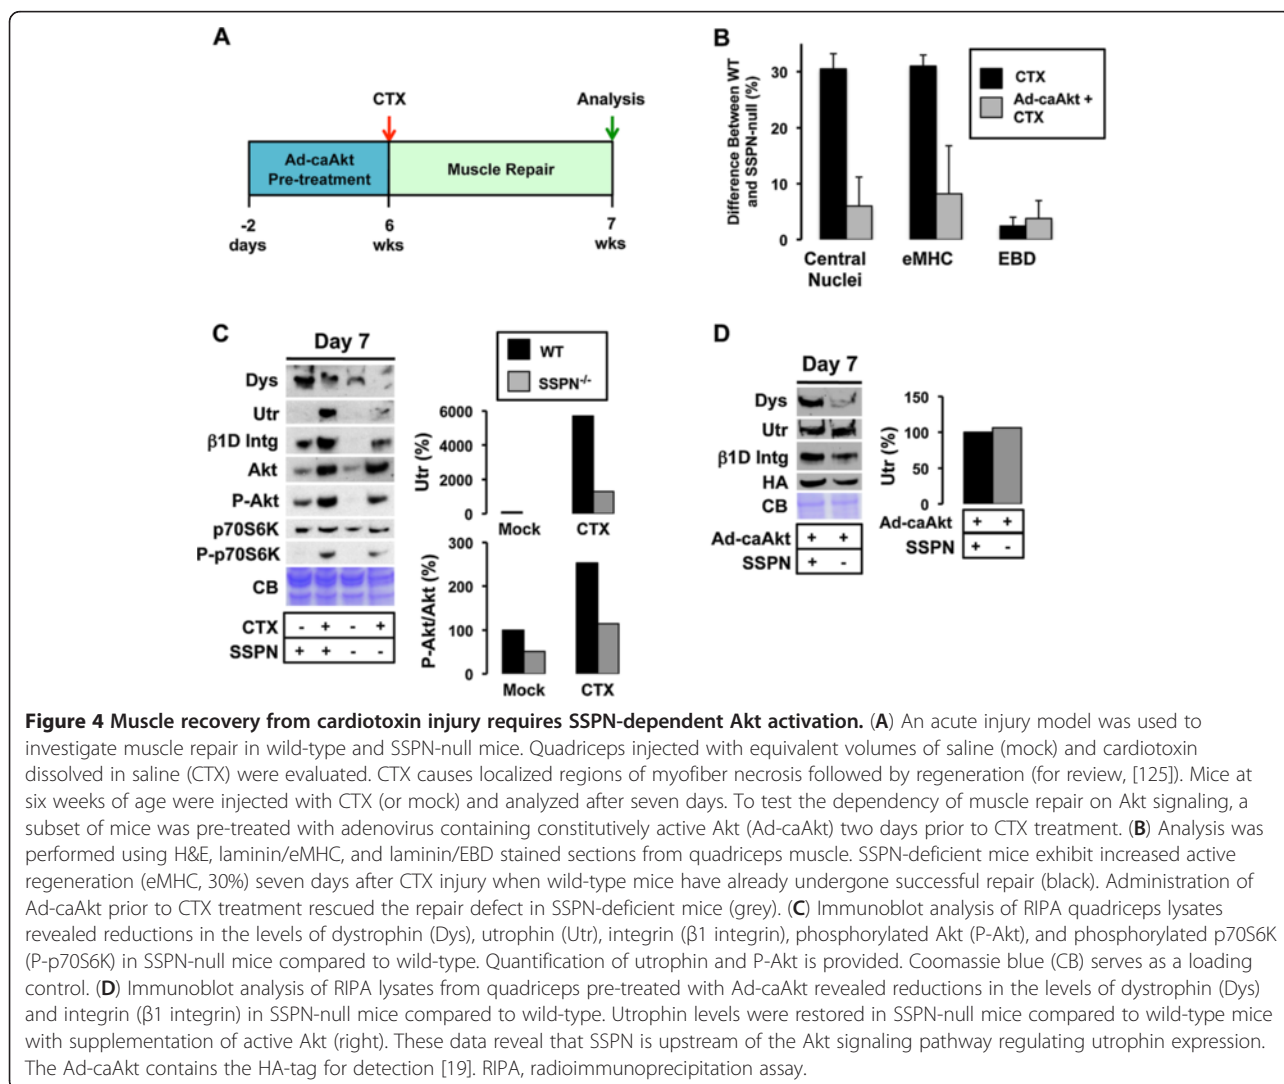 A
CTX
Analysis
Ad-caAkt
Pre-treatment
Muscle Repair
-2
days
6
wks
7
wks
B
Difference Between WT
and SSPN-null (%)
30
20
10
0
CTX
Ad-caAkt +
CTX
Central
Nuclei
eMHC
EBD
C
Day 7
Dys
Utr
β1D Intg
Akt
P-Akt
p70S6K
P-p70S6K
CB
CTX - + - +
SSPN + + - -
WT
SSPN-/-
Utr (%)
6000
4000
2000
0
Mock CTX
P-Akt/Akt (%)
300
200
100
0
Mock CTX
D
Day 7
Dys
Utr
β1D Intg
HA
CB
Ad-caAkt + +
SSPN + -
Utr (%)
150
100
50
0
Ad-caAkt + +
SSPN + -
Figure 4 Muscle recovery from cardiotoxin injury requires SSPN-dependent Akt activation. (A) An acute injury model was used to
investigate muscle repair in wild-type and SSPN-null mice. Quadriceps injected with equivalent volumes of saline (mock) and cardiotoxin
dissolved in saline (CTX) were evaluated. CTX causes localized regions of myofiber necrosis followed by regeneration (for review, [125]). Mice at
six weeks of age were injected with CTX (or mock) and analyzed after seven days. To test the dependency of muscle repair on Akt signaling, a
subset of mice was pre-treated with adenovirus containing constitutively active Akt (Ad-caAkt) two days prior to CTX treatment. (B) Analysis was
performed using H&E, laminin/eMHC, and laminin/EBD stained sections from quadriceps muscle. SSPN-deficient mice exhibit increased active
regeneration (eMHC, 30%) seven days after CTX injury when wild-type mice have already undergone successful repair (black). Administration of
Ad-caAkt prior to CTX treatment rescued the repair defect in SSPN-deficient mice (grey). (C) Immunoblot analysis of RIPA quadriceps lysates
revealed reductions in the levels of dystrophin (Dys), utrophin (Utr), integrin (β1 integrin), phosphorylated Akt (P-Akt), and phosphorylated p70S6K
(P-p70S6K) in SSPN-null mice compared to wild-type. Quantification of utrophin and P-Akt is provided. Coomassie blue (CB) serves as a loading
control. (D) Immunoblot analysis of RIPA lysates from quadriceps pre-treated with Ad-caAkt revealed reductions in the levels of dystrophin (Dys)
and integrin (β1 integrin) in SSPN-null mice compared to wild-type. Utrophin levels were restored in SSPN-null mice compared to wild-type mice
with supplementation of active Akt (right). These data reveal that SSPN is upstream of the Akt signaling pathway regulating utrophin expression.
The Ad-caAkt contains the HA-tag for detection [19]. RIPA, radioimmunoprecipitation assay.